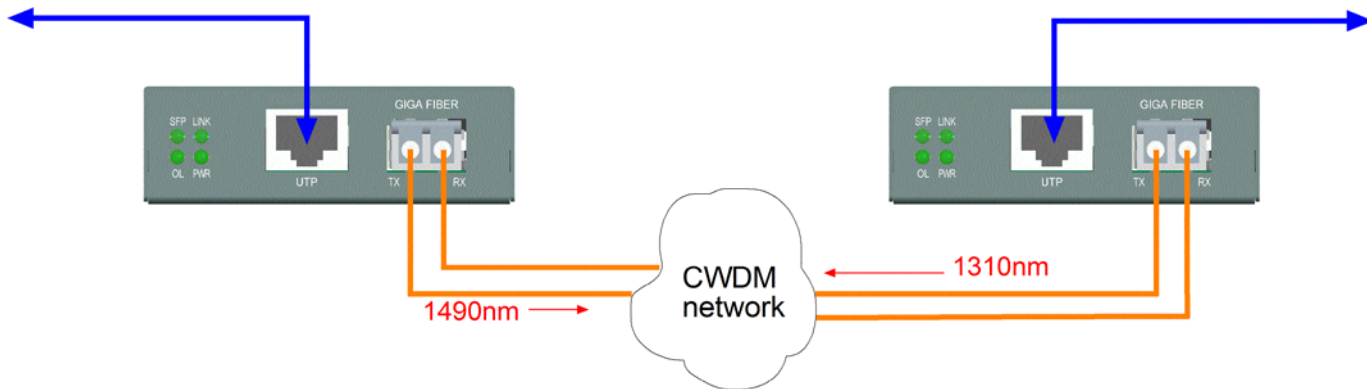 GIGA FIBER
SFP LINK
OL PWR
UTP
TX RX
GIGA FIBER
SFP LINK
OL PWR
UTP
TX RX
CWDM
network
1310nm
1490nm